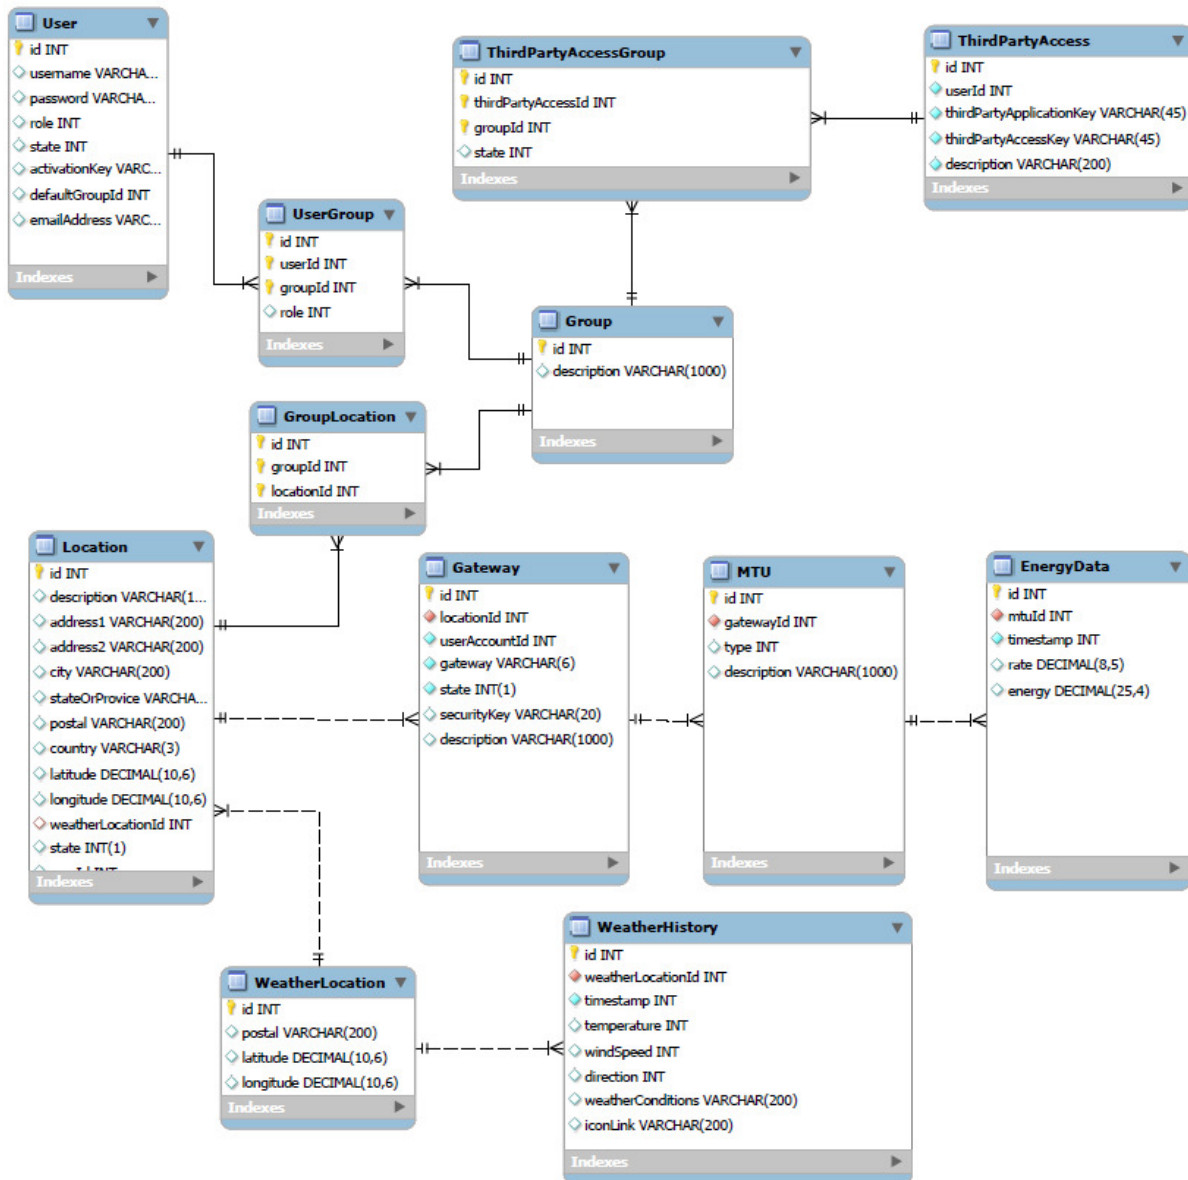 User
id INT
username VARCHA...
password VARCHA...
role INT
state INT
activationKey VARC...
defaultGroupId INT
emailAddress VARC...
Indexes
ThirdPartyAccessGroup
id INT
thirdPartyAccessId INT
groupId INT
state INT
Indexes
ThirdPartyAccess
id INT
userId INT
thirdPartyApplicationKey VARCHAR(45)
thirdPartyAccessKey VARCHAR(45)
description VARCHAR(200)
Indexes
UserGroup
id INT
userId INT
groupId INT
role INT
Indexes
Group
id INT
description VARCHAR(1000)
Indexes
GroupLocation
id INT
groupId INT
locationId INT
Indexes
Location
id INT
description VARCHAR(1...
address1 VARCHAR(200)
address2 VARCHAR(200)
city VARCHAR(200)
stateOrProvice VARCHA...
postal VARCHAR(200)
country VARCHAR(3)
latitude DECIMAL(10,6)
longitude DECIMAL(10,6)
weatherLocationId INT
state INT(1)
Indexes
Gateway
id INT
locationId INT
userAccountId INT
gateway VARCHAR(6)
state INT(1)
securityKey VARCHAR(20)
description VARCHAR(1000)
Indexes
MTU
id INT
gatewayId INT
type INT
description VARCHAR(1000)
Indexes
EnergyData
id INT
mtuId INT
timestamp INT
rate DECIMAL(8,5)
energy DECIMAL(25,4)
Indexes
WeatherLocation
id INT
postal VARCHAR(200)
latitude DECIMAL(10,6)
longitude DECIMAL(10,6)
Indexes
WeatherHistory
id INT
weatherLocationId INT
timestamp INT
temperature INT
windSpeed INT
direction INT
weatherConditions VARCHAR(200)
iconLink VARCHAR(200)
Indexes